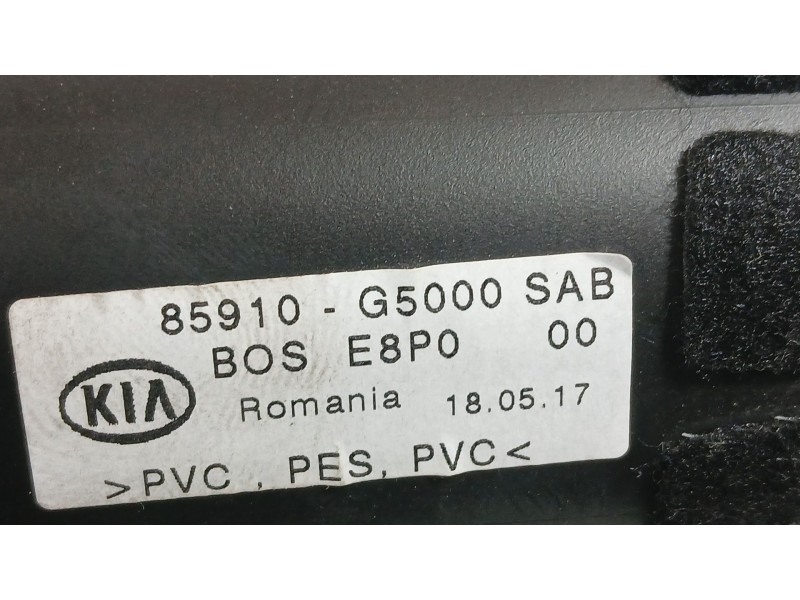 85910 - G5000 SAB
BOS E8P0 00
KIA
Romania 18.05.17
>PVC , PES, PVC<